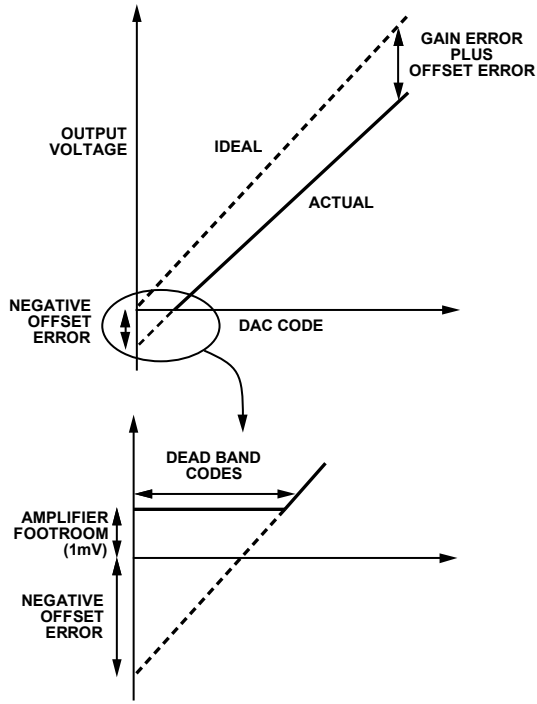 GAIN ERROR
PLUS
OFFSET ERROR
OUTPUT
VOLTAGE
IDEAL
ACTUAL
NEGATIVE
OFFSET
ERROR
DAC CODE
DEAD BAND
CODES
AMPLIFIER
FOOTROOM
(1mV)
NEGATIVE
OFFSET
ERROR